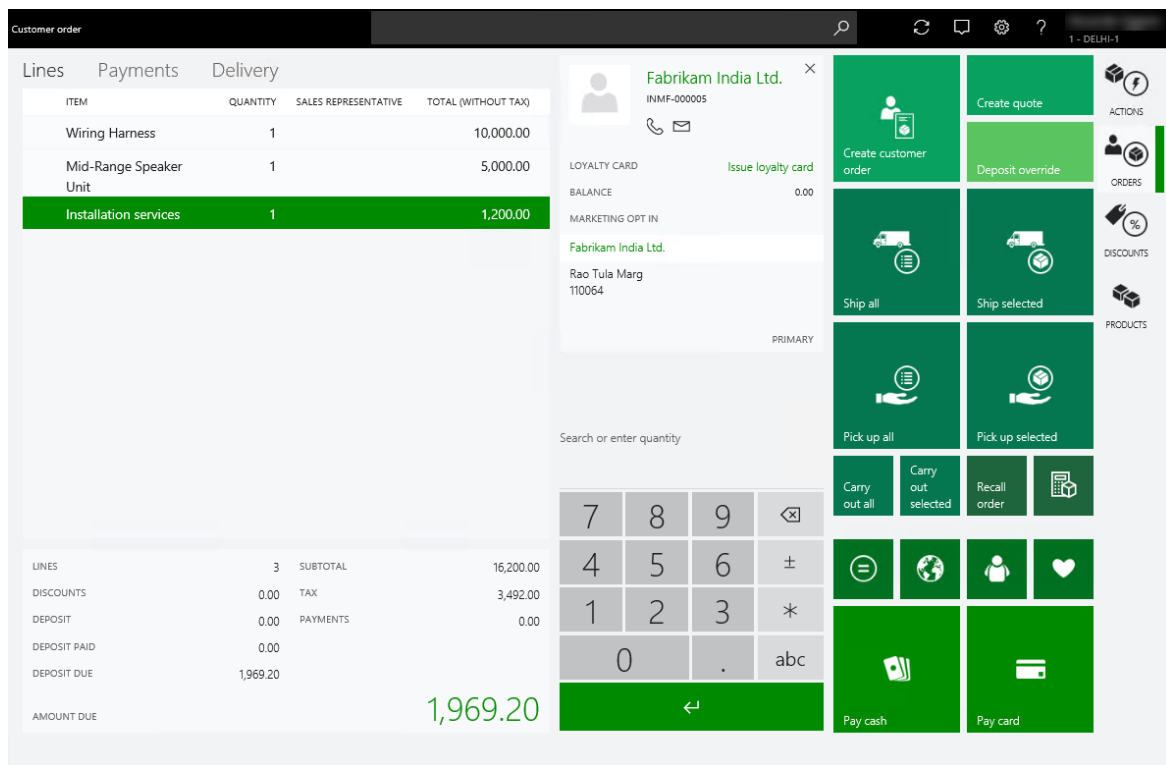 Customer order
1 - DELHI-1
Lines Payments Delivery
ITEM QUANTITY SALES REPRESENTATIVE TOTAL (WITHOUT TAX)
Wiring Harness 1 10,000.00
Mid-Range Speaker Unit 1 5,000.00
Installation services 1 1,200.00
LINES 3 SUBTOTAL 16,200.00
DISCOUNTS 0.00 TAX 3,492.00
DEPOSIT 0.00 PAYMENTS 0.00
DEPOSIT PAID 0.00
DEPOSIT DUE 1,969.20
AMOUNT DUE 1,969.20
Fabrikam India Ltd.
INMF-000005
LOYALTY CARD Issue loyalty card
BALANCE 0.00
MARKETING OPT IN
Fabrikam India Ltd.
Rao Tula Marg
110064
PRIMARY
Search or enter quantity
7 8 9
4 5 6 ±
1 2 3 *
0 . abc
Create customer order
Create quote
Deposit override
Ship all
Ship selected
Pick up all
Pick up selected
Carry out all
Carry out selected
Recall order
Pay cash
Pay card
ACTIONS
ORDERS
DISCOUNTS
PRODUCTS